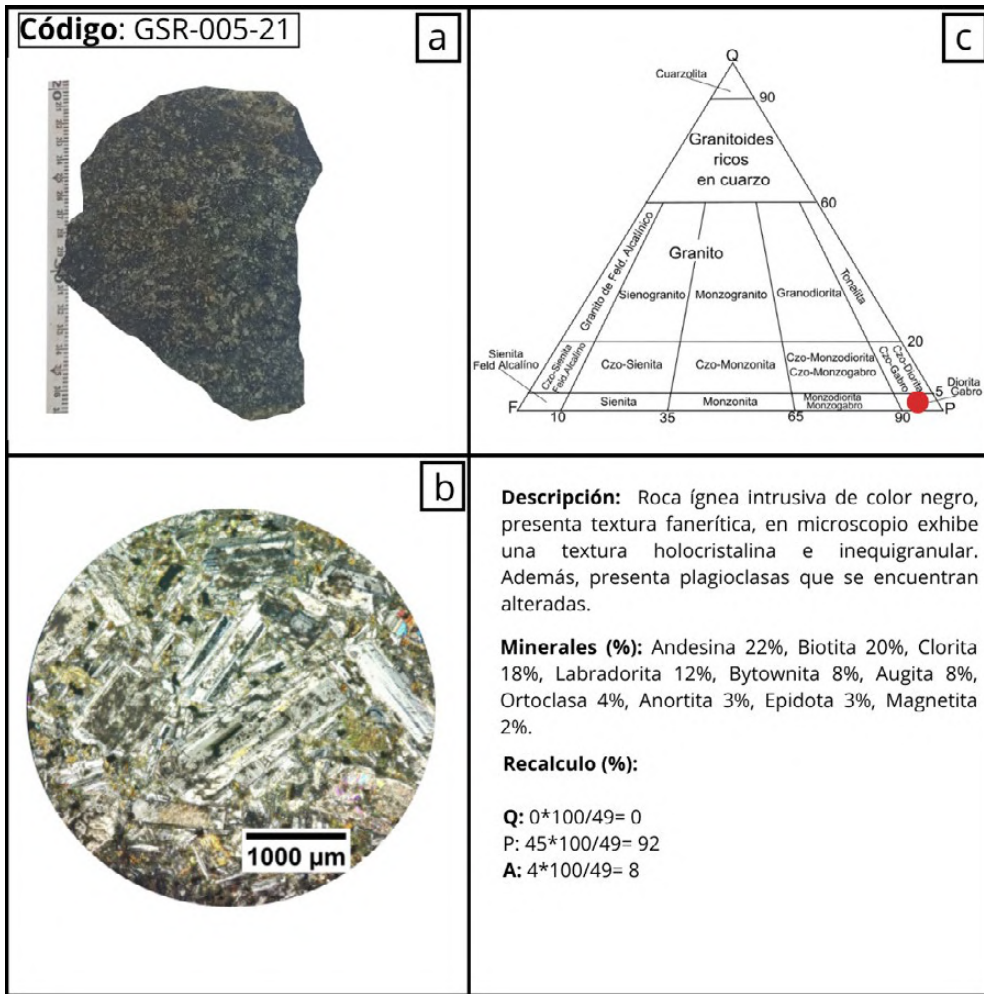 Código: GSR-005-21
a
c
Q
Cuarzolita
90
Granitoides
ricos
en cuarzo
60
Granito de Feld. Alcalínico
Granito
Tonalita
Sienogranito
Monzogranito
Granodiorita
20
Sienita
Feld Alcalíno
Czo-Sienita
Feld.Alcalino
Czo-Sienita
Czo-Monzonita
Czo-Monzodiorita
Czo-Monzogabro
Czo-Diorita
Czo-Gabro
5
Diorita
Gabro
F
Sienita
Monzonita
Monzodiorita
Monzogabro
P
10
35
65
90
b
1000 µm
Descripción: Roca ígnea intrusiva de color negro,
presenta textura fanerítica, en microscopio exhibe
una textura holocristalina e inequigranular.
Además, presenta plagioclasas que se encuentran
alteradas.
Minerales (%): Andesina 22%, Biotita 20%, Clorita
18%, Labradorita 12%, Bytownita 8%, Augita 8%,
Ortoclasa 4%, Anortita 3%, Epidota 3%, Magnetita
2%.
Recalculo (%):
Q: 0*100/49= 0
P: 45*100/49= 92
A: 4*100/49= 8